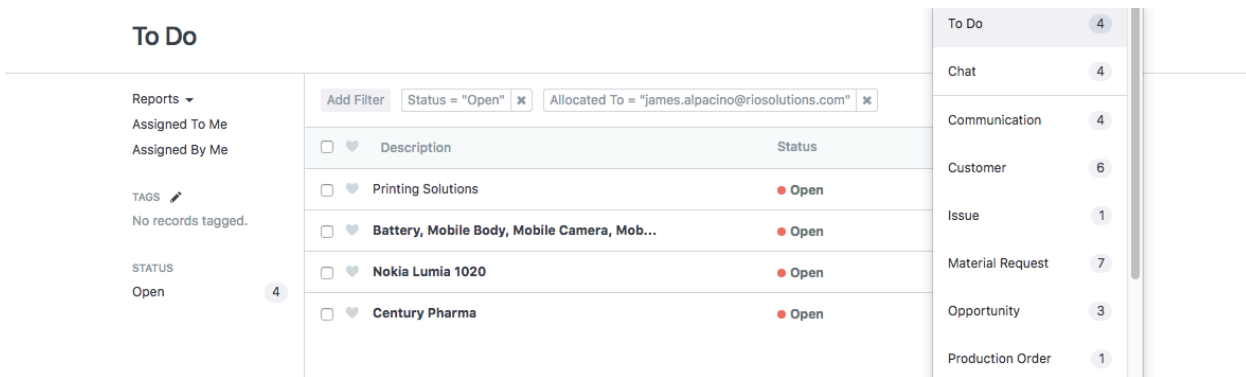 To Do
Reports
Assigned To Me
Assigned By Me
TAGS
No records tagged.
STATUS
Open 4
Add Filter Status = "Open" × Allocated To = "james.alpacino@riosolutions.com" ×
Description Status
Printing Solutions Open
Battery, Mobile Body, Mobile Camera, Mob... Open
Nokia Lumia 1020 Open
Century Pharma Open
To Do 4
Chat 4
Communication 4
Customer 6
Issue 1
Material Request 7
Opportunity 3
Production Order 1